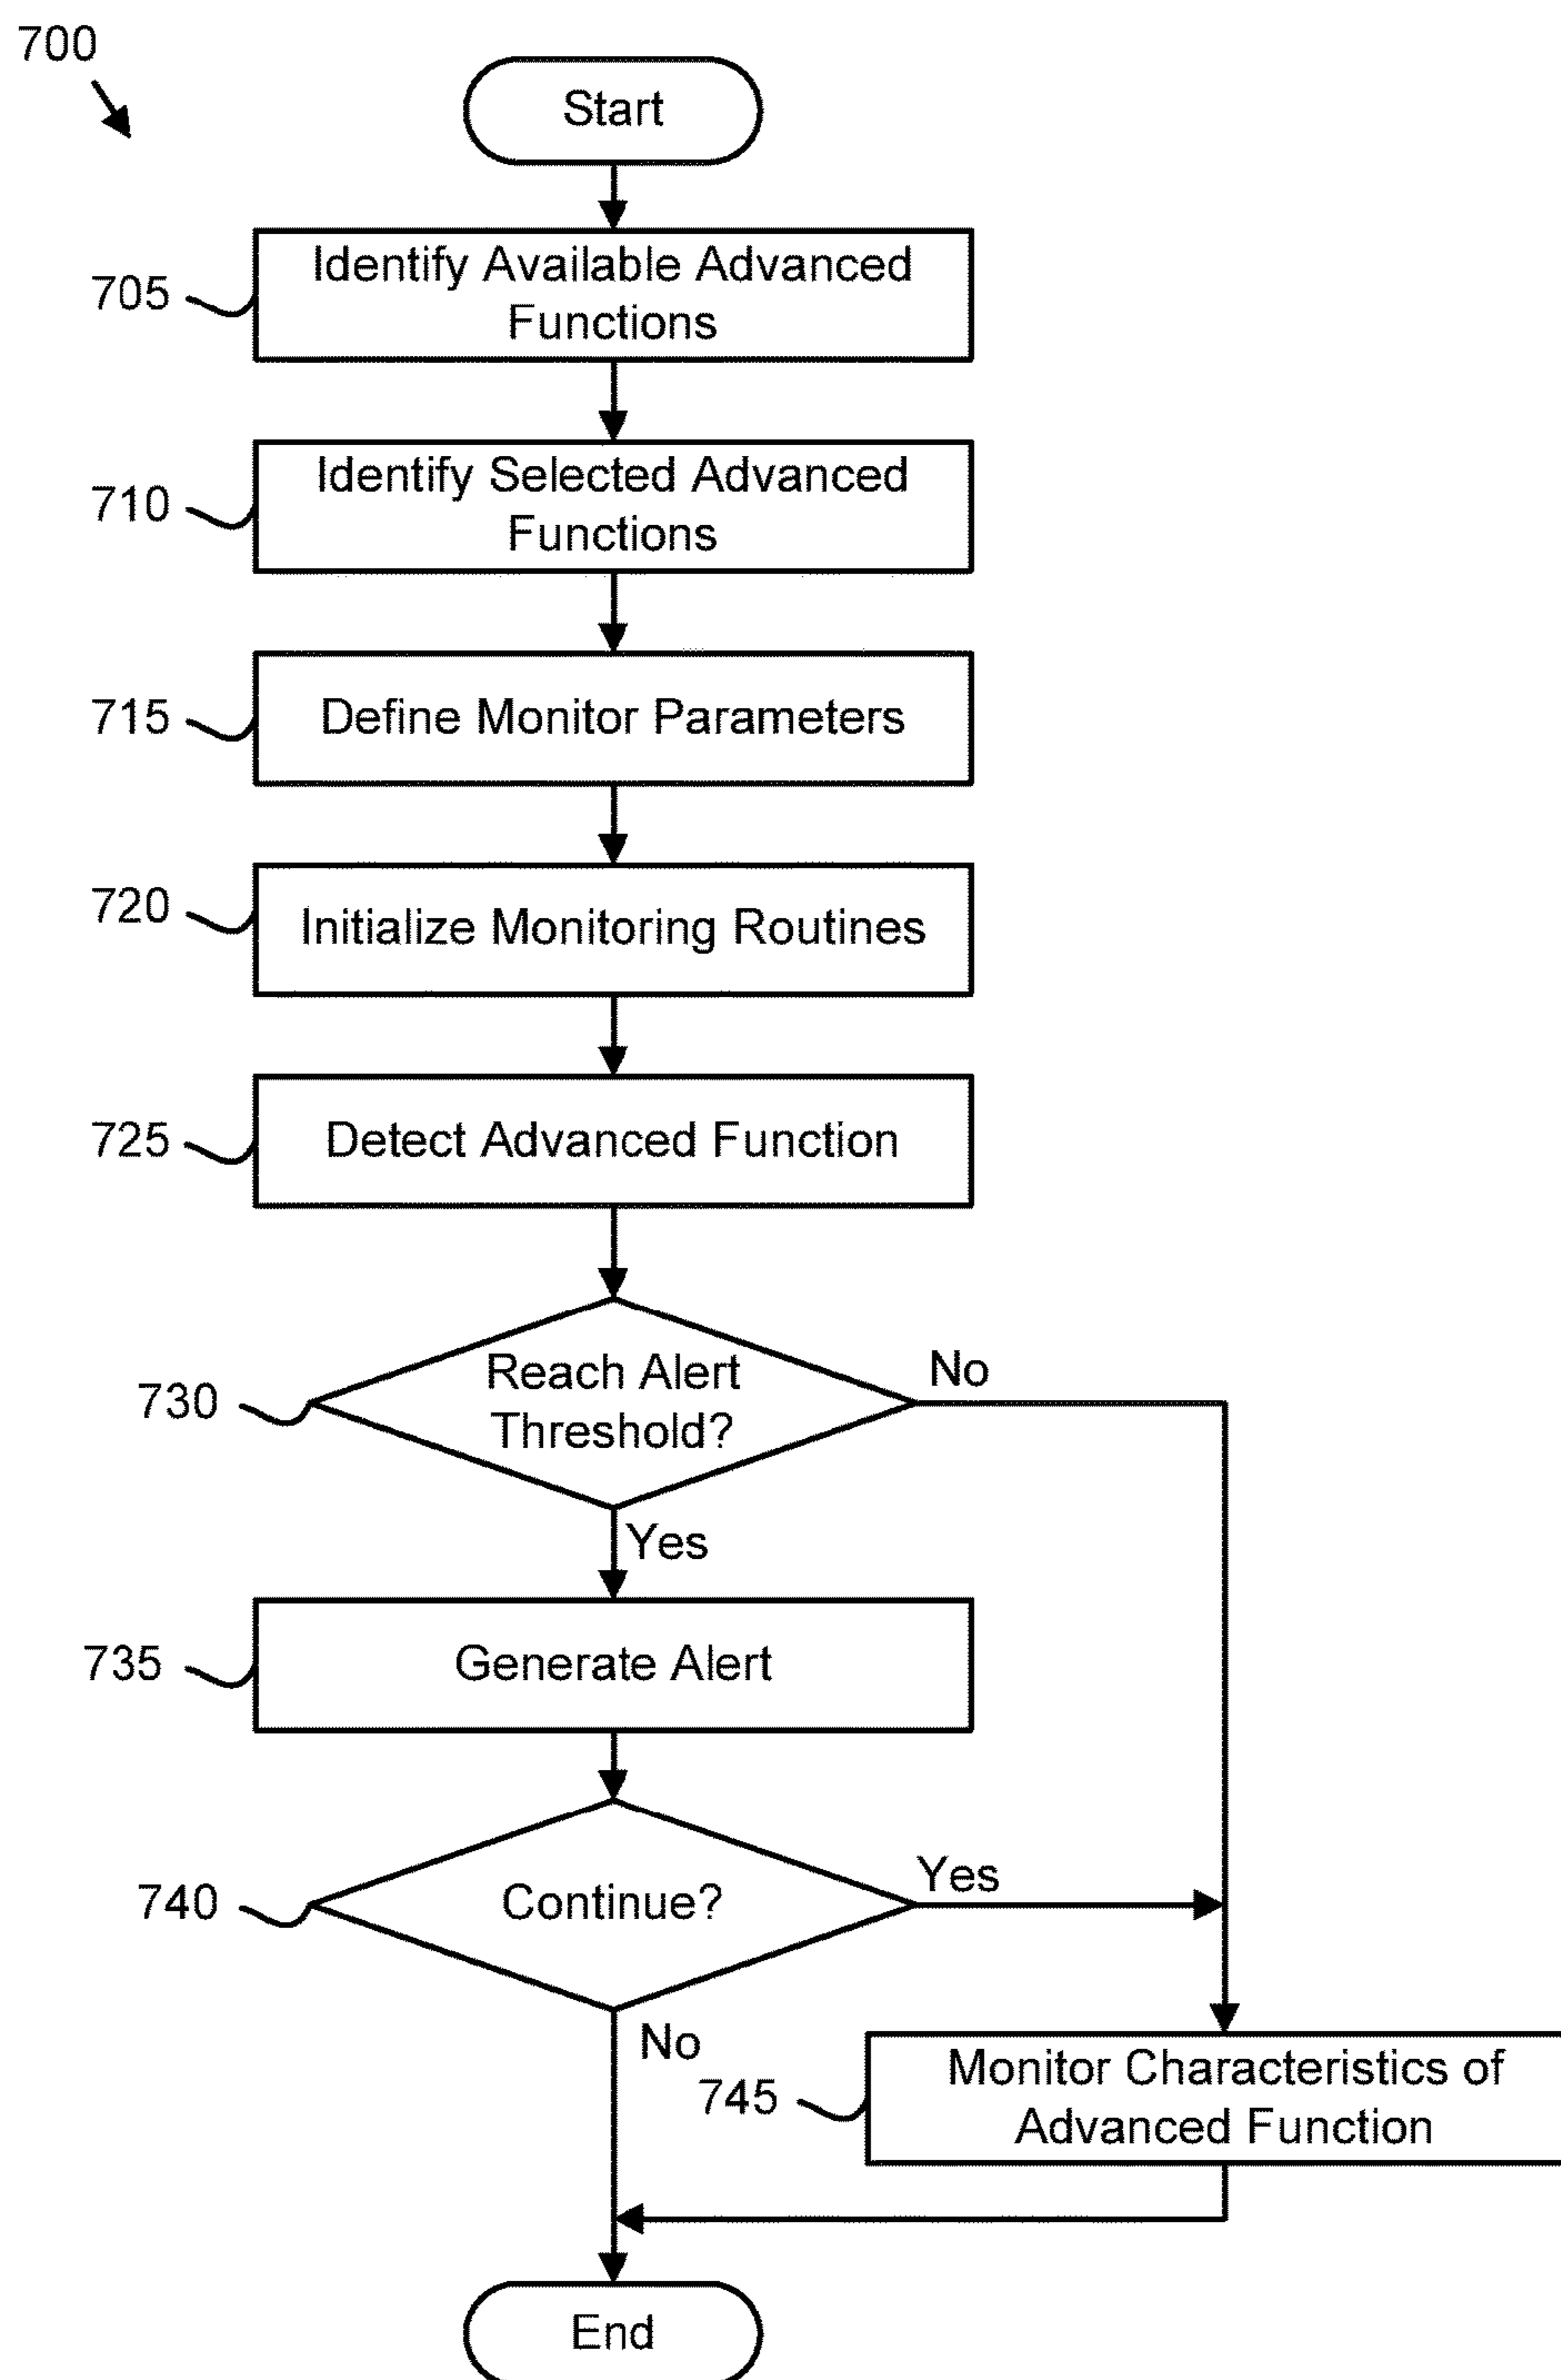 700
Start
705
Identify Available Advanced
Functions
710
Identify Selected Advanced
Functions
715
Define Monitor Parameters
720
Initialize Monitoring Routines
725
Detect Advanced Function
730
Reach Alert
Threshold?
No
Yes
735
Generate Alert
740
Continue?
Yes
No
745
Monitor Characteristics of
Advanced Function
End